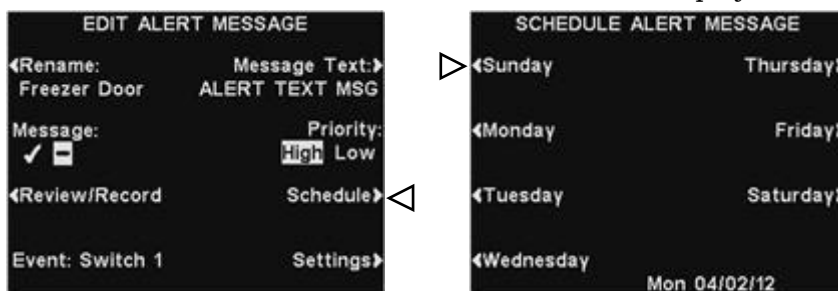 EDIT ALERT MESSAGE
Rename: Message Text:
Freezer Door ALERT TEXT MSG
Message: Priority:
✓ – High Low
Review/Record Schedule
Event: Switch 1 Settings
SCHEDULE ALERT MESSAGE
Sunday Thursday
Monday Friday
Tuesday Saturday
Wednesday
Mon 04/02/12